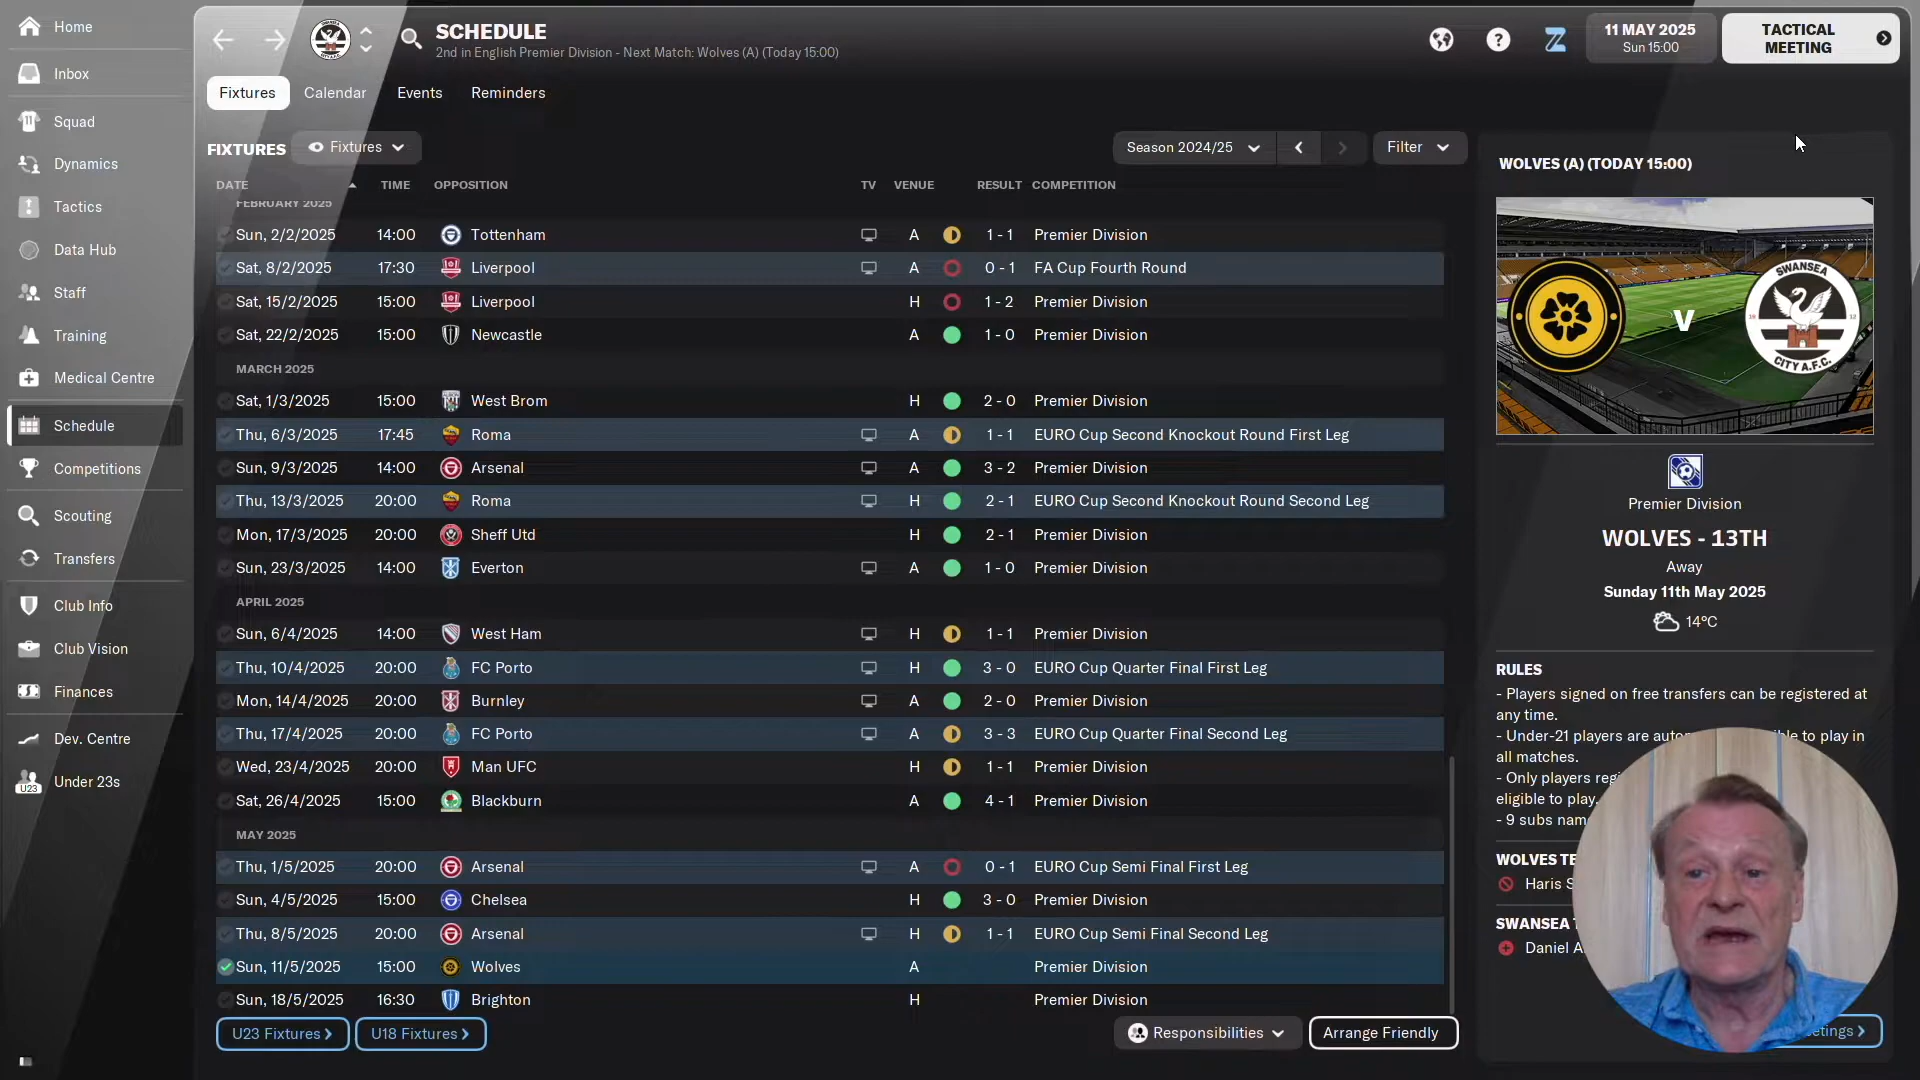 Home
Inbox
Squad
Dynamics
Tactics
Data Hub
Staff
Training
Medical Centre
Schedule
Competitions
Scouting
Transfers
Club Info
Club Vision
Finances
Dev. Centre
U23 Under 23s
SCHEDULE
2nd in English Premier Division - Next Match: Wolves (A) (Today 15:00)
11 MAY 2025
Sun 15:00
TACTICAL
MEETING
Fixtures Calendar Events Reminders
FIXTURES Fixtures Season 2024/25 Filter
DATE TIME OPPOSITION TV VENUE RESULT COMPETITION
FEBRUARY 2025
Sun, 2/2/2025 14:00 Tottenham A 1 - 1 Premier Division
Sat, 8/2/2025 17:30 Liverpool A 0 - 1 FA Cup Fourth Round
Sat, 15/2/2025 15:00 Liverpool H 1 - 2 Premier Division
Sat, 22/2/2025 15:00 Newcastle A 1 - 0 Premier Division
MARCH 2025
Sat, 1/3/2025 15:00 West Brom H 2 - 0 Premier Division
Thu, 6/3/2025 17:45 Roma A 1 - 1 EURO Cup Second Knockout Round First Leg
Sun, 9/3/2025 14:00 Arsenal A 3 - 2 Premier Division
Thu, 13/3/2025 20:00 Roma H 2 - 1 EURO Cup Second Knockout Round Second Leg
Mon, 17/3/2025 20:00 Sheff Utd H 2 - 1 Premier Division
Sun, 23/3/2025 14:00 Everton A 1 - 0 Premier Division
APRIL 2025
Sun, 6/4/2025 14:00 West Ham H 1 - 1 Premier Division
Thu, 10/4/2025 20:00 FC Porto H 3 - 0 EURO Cup Quarter Final First Leg
Mon, 14/4/2025 20:00 Burnley A 2 - 0 Premier Division
Thu, 17/4/2025 20:00 FC Porto A 3 - 3 EURO Cup Quarter Final Second Leg
Wed, 23/4/2025 20:00 Man UFC H 1 - 1 Premier Division
Sat, 26/4/2025 15:00 Blackburn A 4 - 1 Premier Division
MAY 2025
Thu, 1/5/2025 20:00 Arsenal A 0 - 1 EURO Cup Semi Final First Leg
Sun, 4/5/2025 15:00 Chelsea H 3 - 0 Premier Division
Thu, 8/5/2025 20:00 Arsenal H 1 - 1 EURO Cup Semi Final Second Leg
Sun, 11/5/2025 15:00 Wolves A Premier Division
Sun, 18/5/2025 16:30 Brighton H Premier Division
U23 Fixtures U18 Fixtures Responsibilities Arrange Friendly
WOLVES (A) (TODAY 15:00)
V
SWANSEA
CITY A.F.C.
Premier Division
WOLVES - 13TH
Away
Sunday 11th May 2025
14°C
RULES
- Players signed on free transfers can be registered at
any time.
- Under-21 players are to play in
all matches.
- Only players
eligible to play.
- 9 subs
WOLVES
Haris
SWANSEA
Daniel